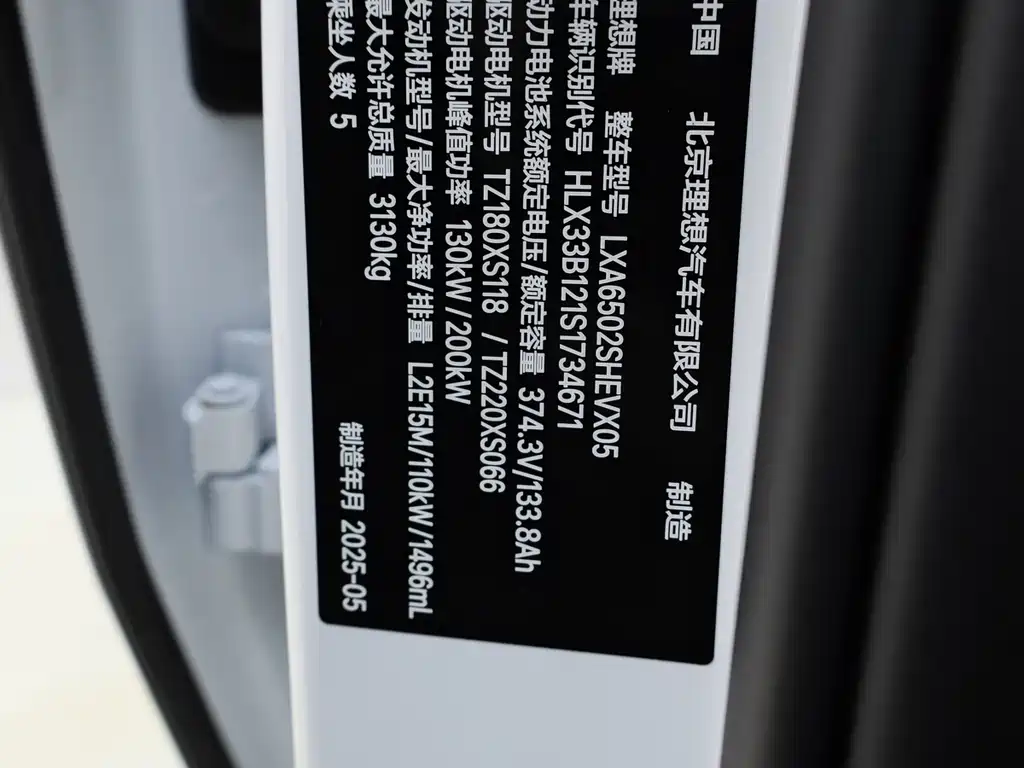 中国 北京理想汽车有限公司 制造
理想牌 整车型号 LXA6502SHEVX05
车辆识别代号 HLX33B121S1734671
动力电池系统额定电压/额定容量 374.3V/133.8Ah
驱动电机型号 TZ180XS118 / TZ220XS066
驱动电机峰值功率 130kW/200kW
发动机型号/最大净功率/排量 L2E15M/110kW/1496mL
最大允许总质量 3130kg
乘坐人数 5 制造年月 2025-05